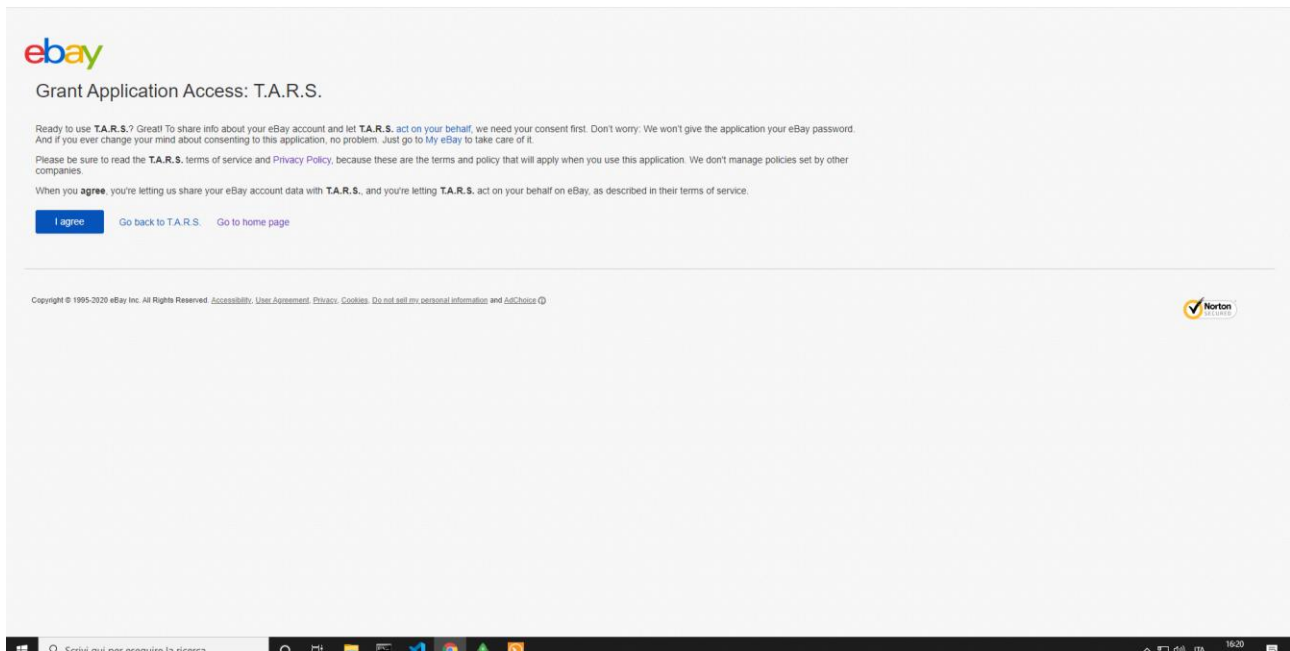 ebay
Grant Application Access: T.A.R.S.
Ready to use T.A.R.S.? Great! To share info about your eBay account and let T.A.R.S. act on your behalf, we need your consent first. Don't worry: We won't give the application your eBay password.
And if you ever change your mind about consenting to this application, no problem. Just go to My eBay to take care of it.
Please be sure to read the T.A.R.S. terms of service and Privacy Policy, because these are the terms and policy that will apply when you use this application. We don't manage policies set by other
companies.
When you agree, you're letting us share your eBay account data with T.A.R.S., and you're letting T.A.R.S. act on your behalf on eBay, as described in their terms of service.
I agree Go back to T.A.R.S. Go to home page
Copyright © 1995-2020 eBay Inc. All Rights Reserved. Accessibility, User Agreement, Privacy, Cookies, Do not sell my personal information and AdChoice
Norton
SECURED
Scrivi qui per eseguire la ricerca
ITA 16:20